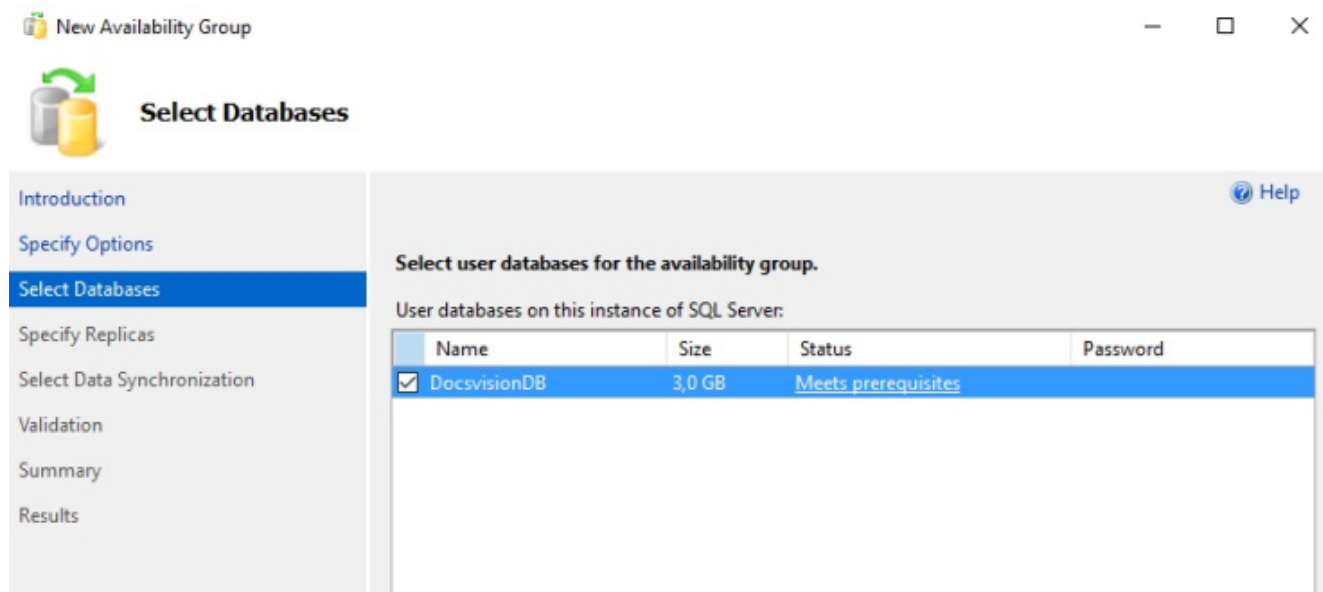 New Availability Group
Select Databases
Introduction
Specify Options
Select Databases
Specify Replicas
Select Data Synchronization
Validation
Summary
Results
Help
Select user databases for the availability group.
User databases on this instance of SQL Server:
Name Size Status Password
DocsvisionDB 3,0 GB Meets prerequisites